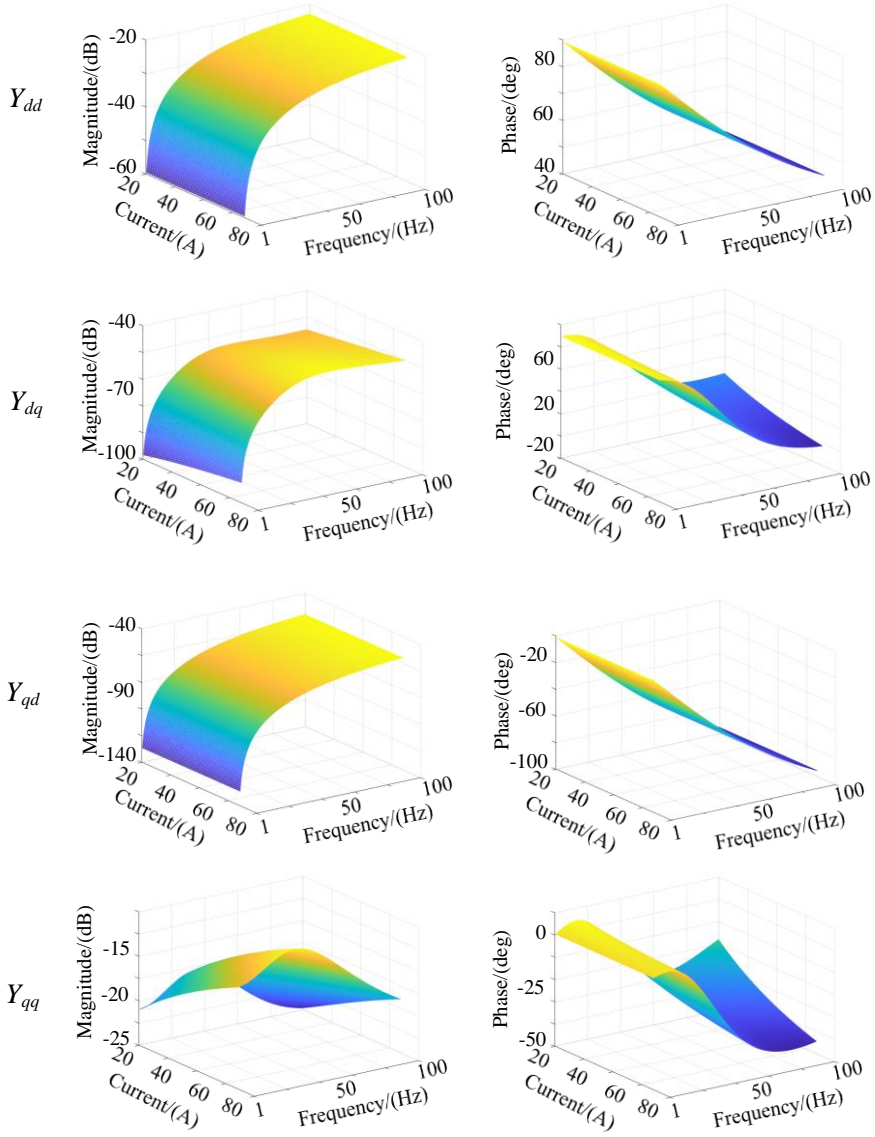 Y_dd
Magnitude/(dB)
-20
-40
-60
20
40
60
80
Current/(A)
1
50
100
Frequency/(Hz)
Phase/(deg)
80
60
40
20
40
60
80
Current/(A)
1
50
100
Frequency/(Hz)
Y_dq
Magnitude/(dB)
-40
-70
-100
20
40
60
80
Current/(A)
1
50
100
Frequency/(Hz)
Phase/(deg)
60
20
-20
20
40
60
80
Current/(A)
1
50
100
Frequency/(Hz)
Y_qd
Magnitude/(dB)
-40
-90
-140
20
40
60
80
Current/(A)
1
50
100
Frequency/(Hz)
Phase/(deg)
-20
-60
-100
20
40
60
80
Current/(A)
1
50
100
Frequency/(Hz)
Y_qq
Magnitude/(dB)
-15
-20
-25
20
40
60
80
Current/(A)
1
50
100
Frequency/(Hz)
Phase/(deg)
0
-25
-50
20
40
60
80
Current/(A)
1
50
100
Frequency/(Hz)